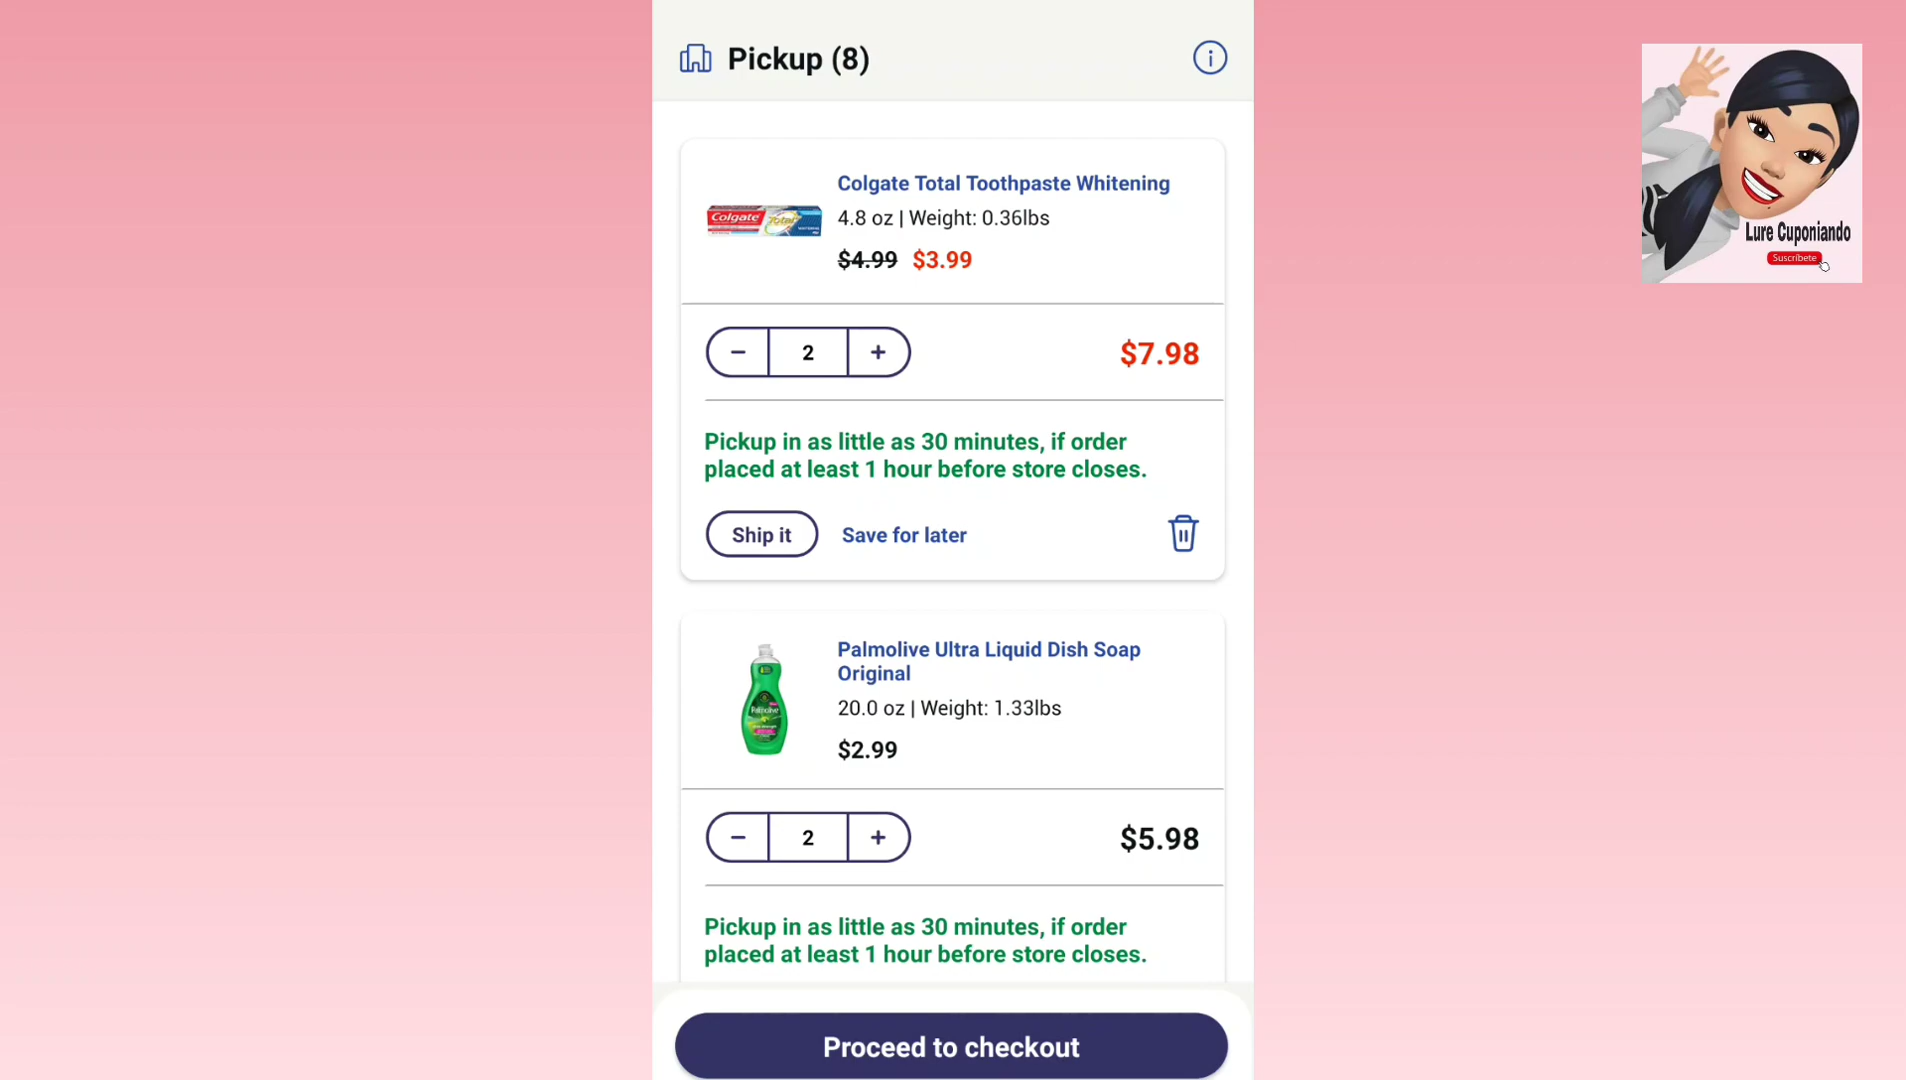 Pickup (8)
Lure Cuponiando
Suscríbete
Colgate Total Toothpaste Whitening
4.8 oz | Weight: 0.36lbs
$4.99 $3.99
Colgate Total
2
$7.98
Pickup in as little as 30 minutes, if order
placed at least 1 hour before store closes.
Ship it
Save for later
Palmolive Ultra Liquid Dish Soap
Original
20.0 oz | Weight: 1.33lbs
$2.99
Palmolive
2
$5.98
Pickup in as little as 30 minutes, if order
placed at least 1 hour before store closes.
Proceed to checkout